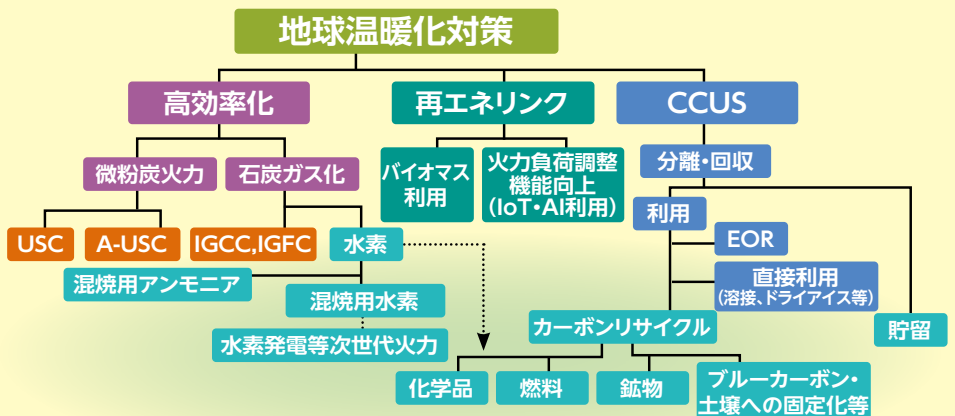 地球温暖化対策
高効率化
再エネリンク
CCUS
微粉炭火力
石炭ガス化
バイオマス
利用
火力負荷調整
機能向上
(IoT・AI利用)
分離・回収
利用
USC
A-USC
IGCC,IGFC
水素
EOR
混焼用アンモニア
混焼用水素
直接利用
(溶接、ドライアイス等)
水素発電等次世代火力
カーボンリサイクル
貯留
化学品
燃料
鉱物
ブルーカーボン・
土壌への固定化等